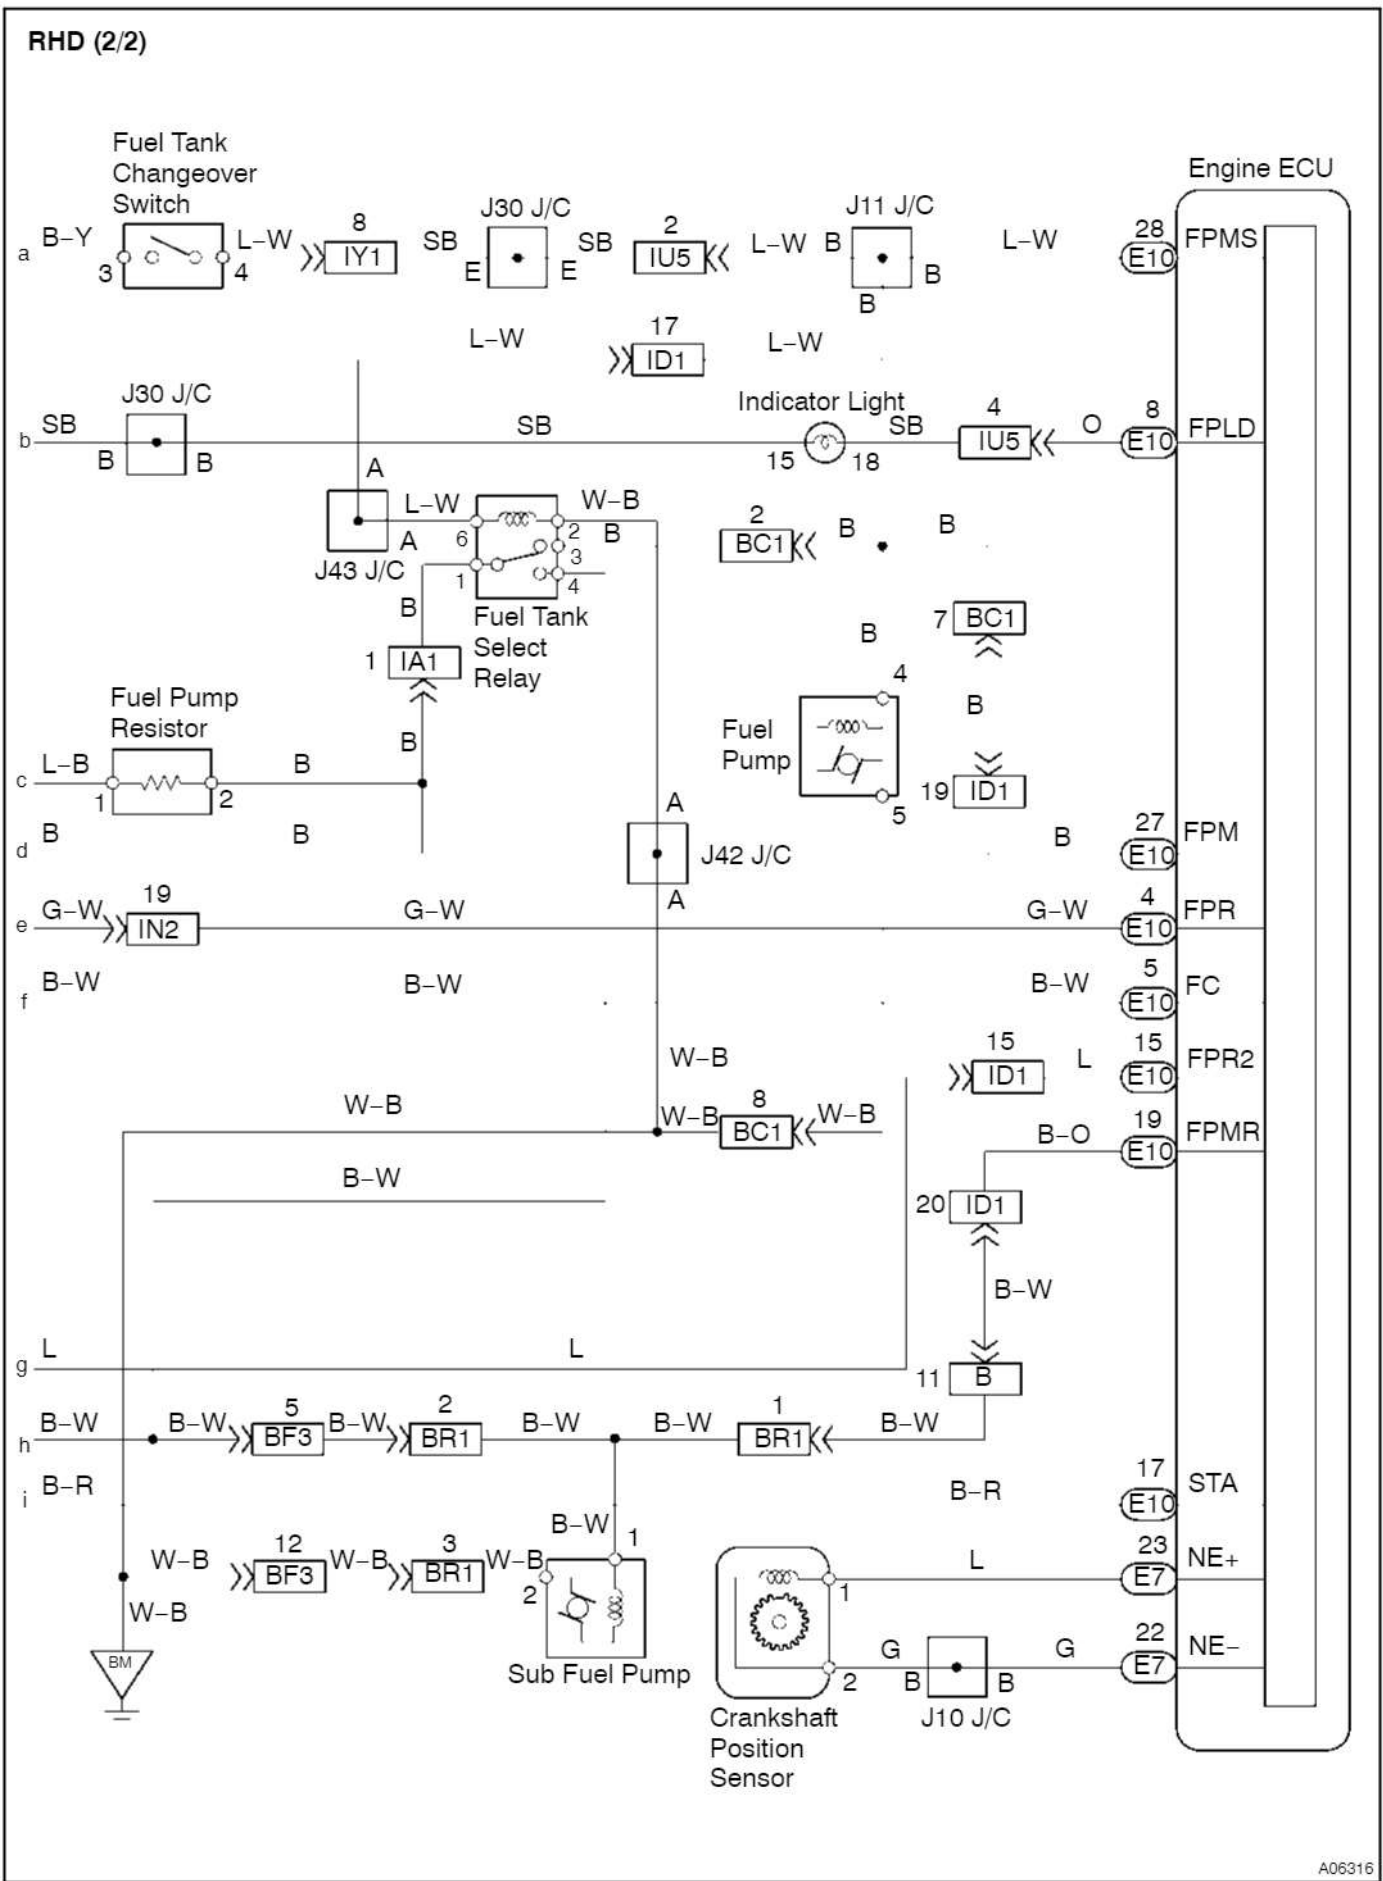 RHD (2/2)
Fuel Tank
Changeover
Switch
Engine ECU
a
B–Y
3
4
L–W
8
IY1
SB
J30 J/C
E
E
SB
2
IU5
L–W
B
J11 J/C
B
B
L–W
28
E10
FPMS
L–W
17
ID1
L–W
b
SB
J30 J/C
B
B
SB
Indicator Light
15
18
SB
4
IU5
O
8
E10
FPLD
A
J43 J/C
A
L–W
6
1
2
3
4
W–B
B
Fuel Tank
Select
Relay
2
BC1
B
B
B
7
BC1
B
1
IA1
B
B
19
ID1
Fuel
Pump
4
5
Fuel Pump
Resistor
c
L–B
1
2
B
d
B
B
A
J42 J/C
A
B
27
E10
FPM
e
G–W
19
IN2
G–W
G–W
4
E10
FPR
f
B–W
B–W
B–W
5
E10
FC
W–B
15
ID1
L
15
E10
FPR2
W–B
W–B
8
BC1
W–B
B–O
19
E10
FPMR
B–W
20
ID1
B–W
g
L
L
11
B
h
B–W
B–W
5
BF3
B–W
2
BR1
B–W
B–W
1
BR1
B–W
i
B–R
B–R
17
E10
STA
W–B
12
BF3
W–B
3
BR1
W–B
B–W
1
2
Sub Fuel Pump
W–B
BM
1
2
Crankshaft
Position
Sensor
L
23
E7
NE+
G
B
B
J10 J/C
G
22
E7
NE–
A06316